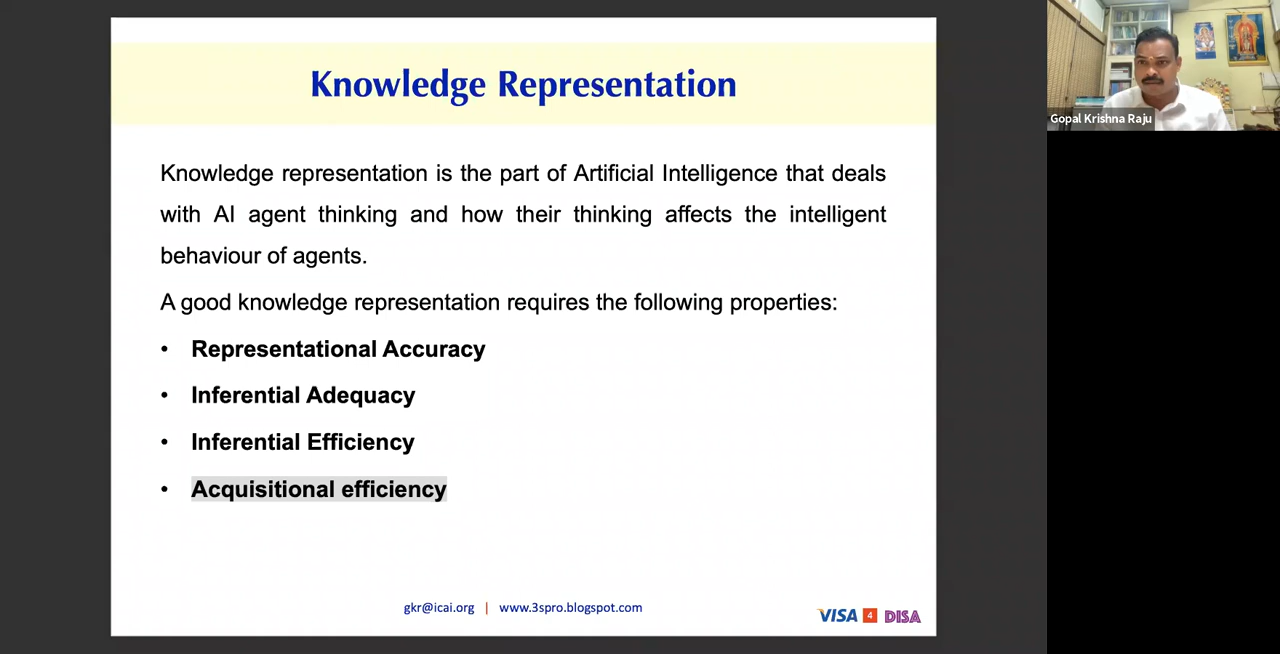 Knowledge Representation
Gopal Krishna Raju
Knowledge representation is the part of Artificial Intelligence that deals
with AI agent thinking and how their thinking affects the intelligent
behaviour of agents.
A good knowledge representation requires the following properties:
• Representational Accuracy
• Inferential Adequacy
• Inferential Efficiency
• Acquisitional efficiency
gkr@icai.org | www.3spro.blogspot.com
VISA 4 DISA